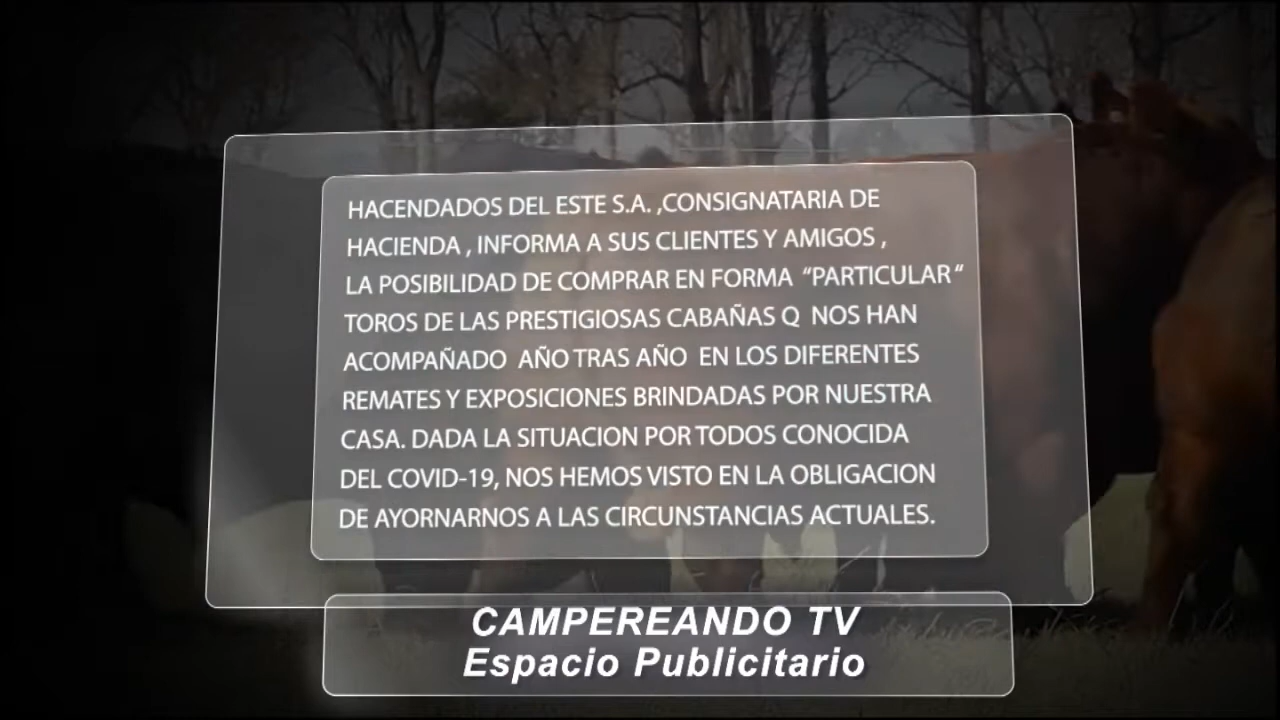 HACENDADOS DEL ESTE S.A. ,CONSIGNATARIA DE
HACIENDA , INFORMA A SUS CLIENTES Y AMIGOS ,
LA POSIBILIDAD DE COMPRAR EN FORMA “PARTICULAR “
TOROS DE LAS PRESTIGIOSAS CABAÑAS Q NOS HAN
ACOMPAÑADO AÑO TRAS AÑO EN LOS DIFERENTES
REMATES Y EXPOSICIONES BRINDADAS POR NUESTRA
CASA. DADA LA SITUACION POR TODOS CONOCIDA
DEL COVID-19, NOS HEMOS VISTO EN LA OBLIGACION
DE AYORNARNOS A LAS CIRCUNSTANCIAS ACTUALES.
CAMPEREANDO TV
Espacio Publicitario